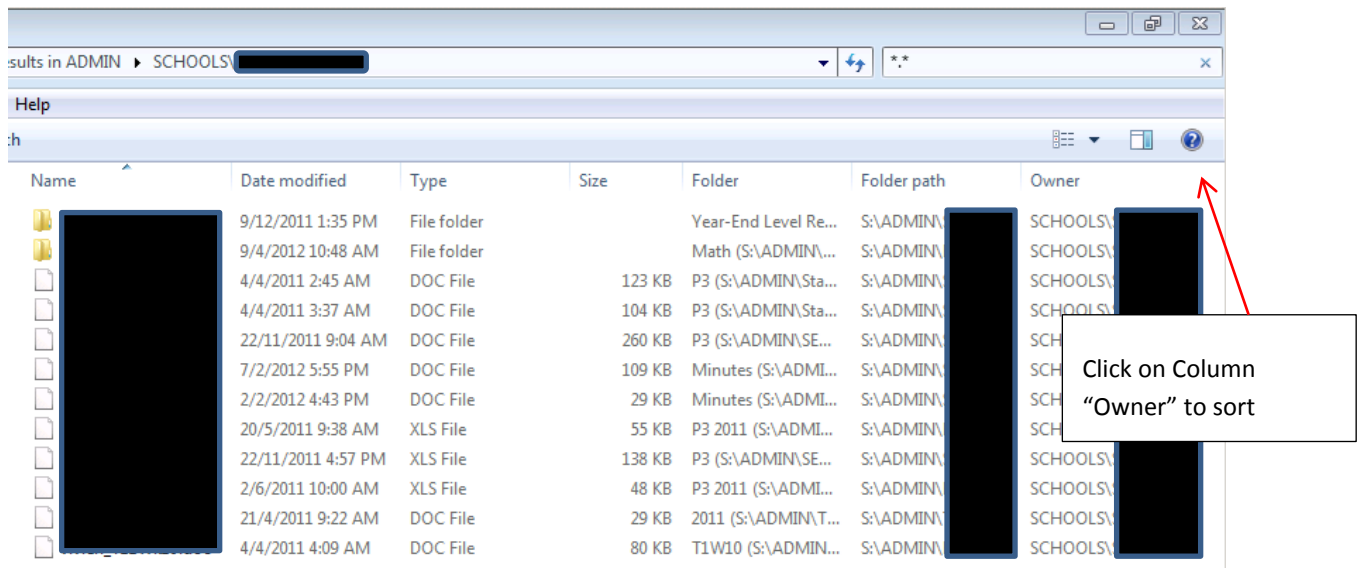 esults in ADMIN ▸ SCHOOLS\ *.*
Help
ch
Name Date modified Type Size Folder Folder path Owner
9/12/2011 1:35 PM File folder Year-End Level Re... S:\ADMIN\ SCHOOLS\
9/4/2012 10:48 AM File folder Math (S:\ADMIN\... S:\ADMIN\ SCHOOLS\
4/4/2011 2:45 AM DOC File 123 KB P3 (S:\ADMIN\Sta... S:\ADMIN\ SCHOOLS\
4/4/2011 3:37 AM DOC File 104 KB P3 (S:\ADMIN\Sta... S:\ADMIN\ SCHOOLS\
22/11/2011 9:04 AM DOC File 260 KB P3 (S:\ADMIN\SE... S:\ADMIN\ SCH
7/2/2012 5:55 PM DOC File 109 KB Minutes (S:\ADMI... S:\ADMIN\ SCH
2/2/2012 4:43 PM DOC File 29 KB Minutes (S:\ADMI... S:\ADMIN\ SCH
20/5/2011 9:38 AM XLS File 55 KB P3 2011 (S:\ADMI... S:\ADMIN\ SCH
22/11/2011 4:57 PM XLS File 138 KB P3 (S:\ADMIN\SE... S:\ADMIN\ SCHOOLS\
2/6/2011 10:00 AM XLS File 48 KB P3 2011 (S:\ADMI... S:\ADMIN\ SCHOOLS\
21/4/2011 9:22 AM DOC File 29 KB 2011 (S:\ADMIN\T... S:\ADMIN\ SCHOOLS\
4/4/2011 4:09 AM DOC File 80 KB T1W10 (S:\ADMIN... S:\ADMIN\ SCHOOLS\
Click on Column
“Owner” to sort